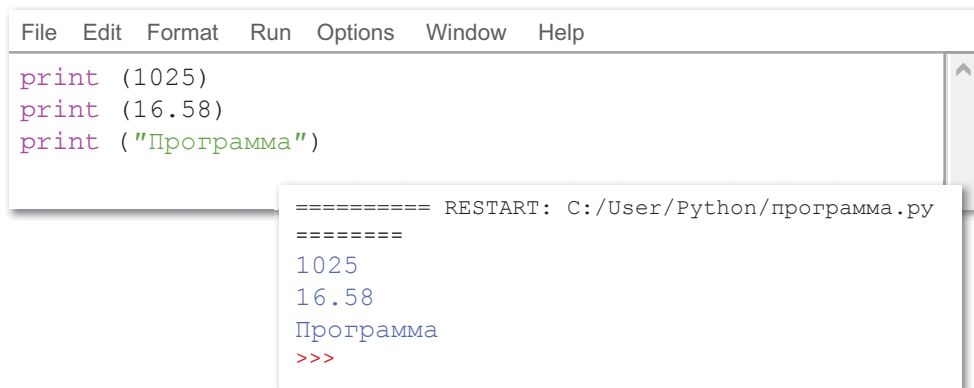 File Edit Format Run Options Window Help
print (1025)
print (16.58)
print ("Программа")
========== RESTART: C:/User/Python/программа.py
========
1025
16.58
Программа
>>>